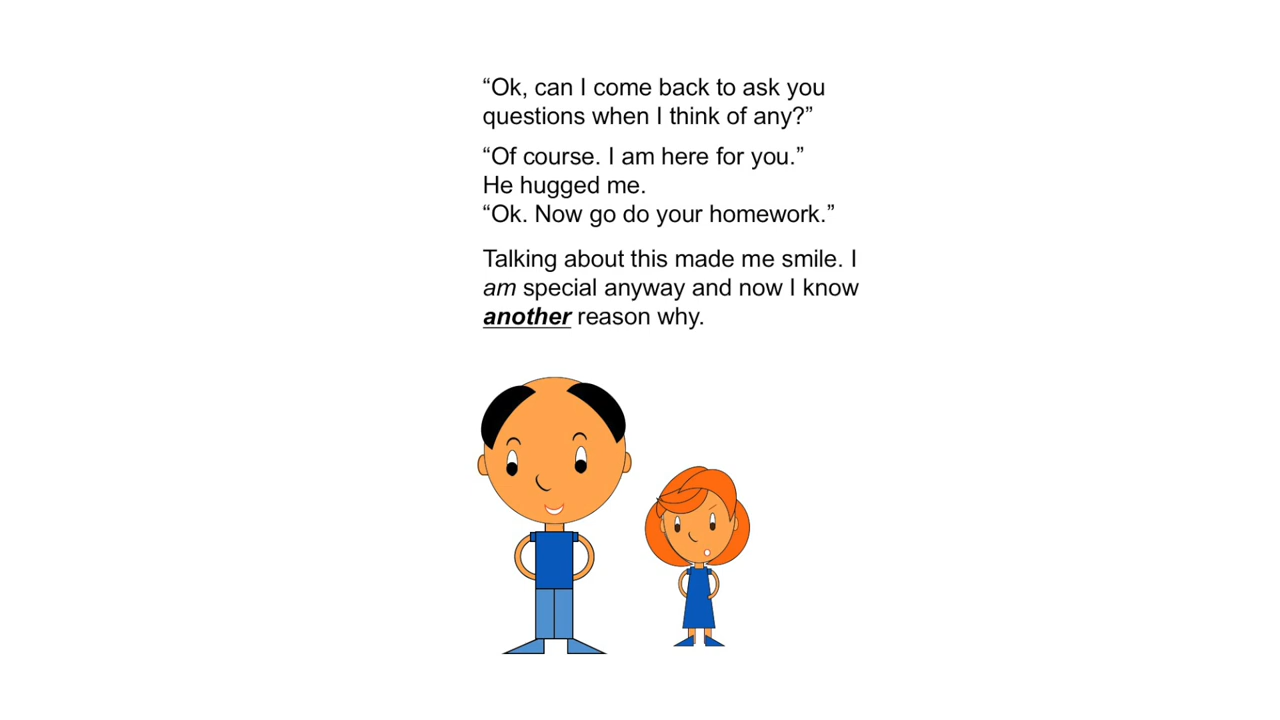 “Ok, can I come back to ask you
questions when I think of any?”
“Of course. I am here for you.”
He hugged me.
“Ok. Now go do your homework.”
Talking about this made me smile. I
am special anyway and now I know
another reason why.